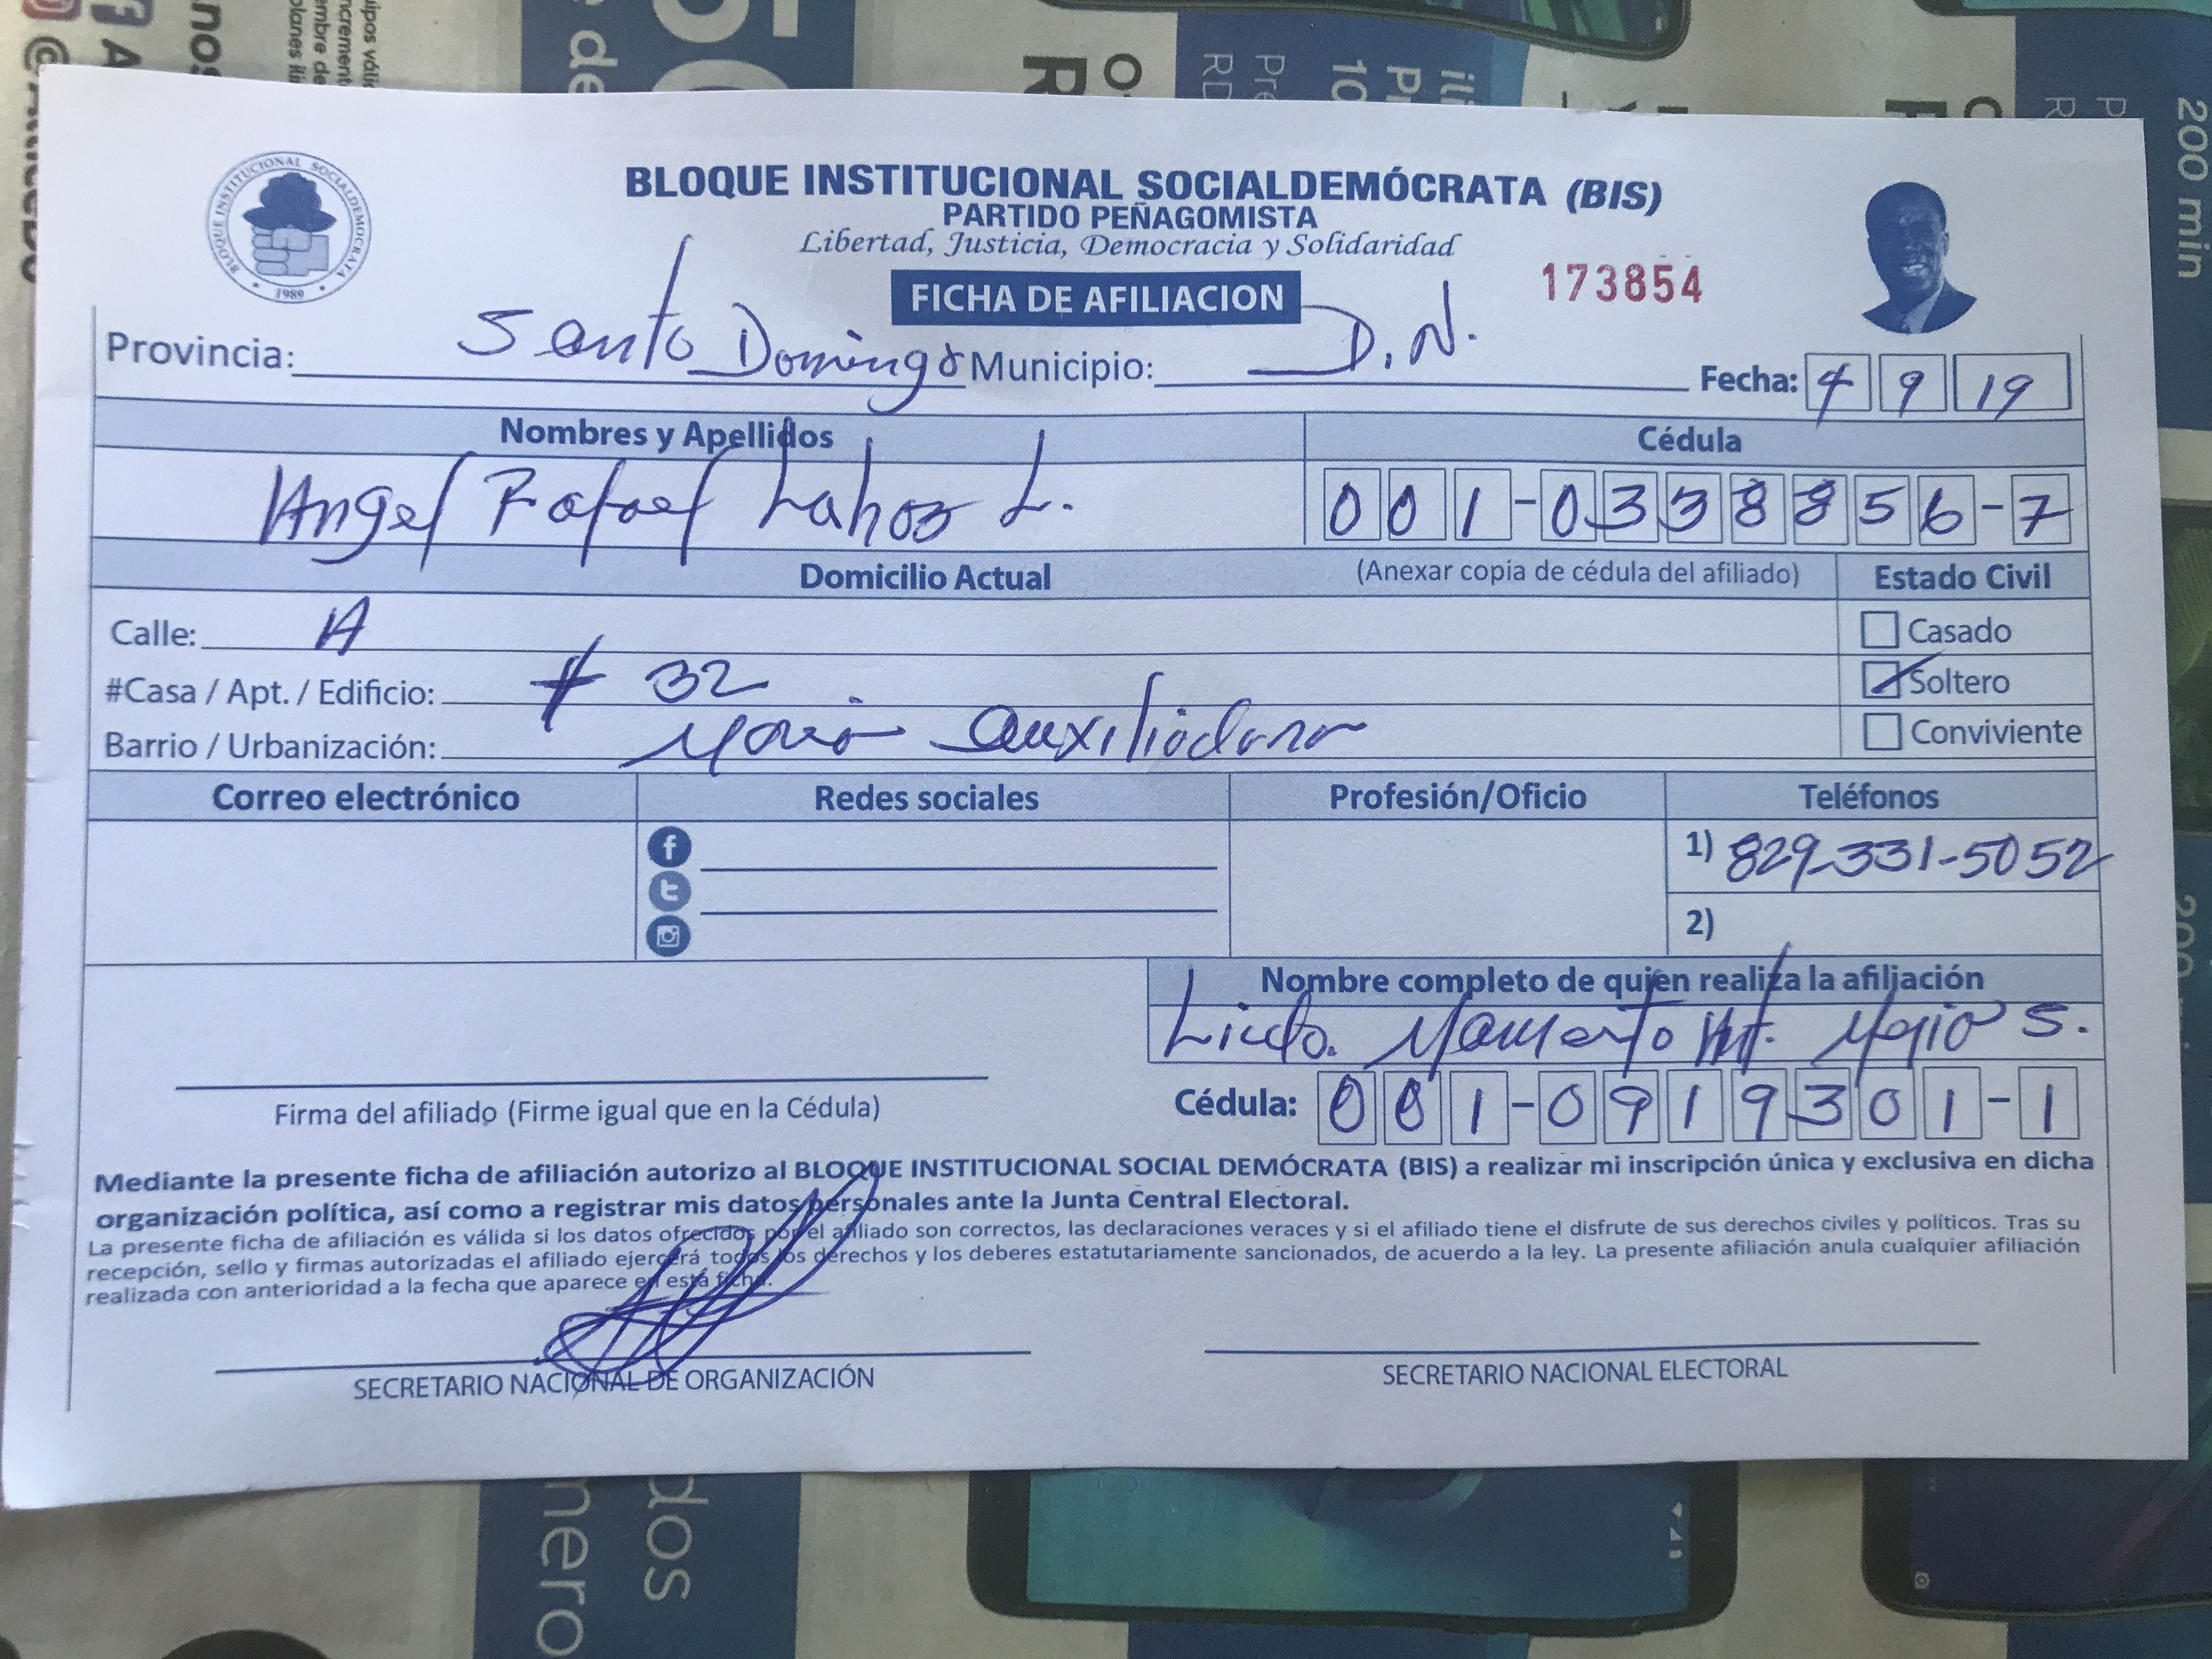 BLOQUE INSTITUCIONAL SOCIALDEMOCRATA
1989
BLOQUE INSTITUCIONAL SOCIALDEMÓCRATA (BIS)
PARTIDO PEÑAGOMISTA
Libertad, Justicia, Democracia y Solidaridad
FICHA DE AFILIACION
173854
Provincia: Santo Domingo Municipio: D.N. Fecha: 4 9 19
Nombres y Apellidos Cédula
Angel Rafael Lahoz L. 001-0338856-7
Domicilio Actual (Anexar copia de cédula del afiliado) Estado Civil
Calle: A Casado
#Casa / Apt. / Edificio: # 32 Soltero
Barrio / Urbanización: Maria Auxiliadora Conviviente
Correo electrónico Redes sociales Profesión/Oficio Teléfonos
1) 829-331-5052
2)
Nombre completo de quien realiza la afiliación
Licdo. Mamerto Ant. Mejia S.
Firma del afiliado (Firme igual que en la Cédula) Cédula: 001-0919301-1
Mediante la presente ficha de afiliación autorizo al BLOQUE INSTITUCIONAL SOCIAL DEMÓCRATA (BIS) a realizar mi inscripción única y exclusiva en dicha
organización política, así como a registrar mis datos personales ante la Junta Central Electoral.
La presente ficha de afiliación es válida si los datos ofrecidos por el afiliado son correctos, las declaraciones veraces y si el afiliado tiene el disfrute de sus derechos civiles y políticos. Tras su
recepción, sello y firmas autorizadas el afiliado ejercerá todos los derechos y los deberes estatutariamente sancionados, de acuerdo a la ley. La presente afiliación anula cualquier afiliación
realizada con anterioridad a la fecha que aparece en está ficha.
SECRETARIO NACIONAL DE ORGANIZACIÓN SECRETARIO NACIONAL ELECTORAL
200 min